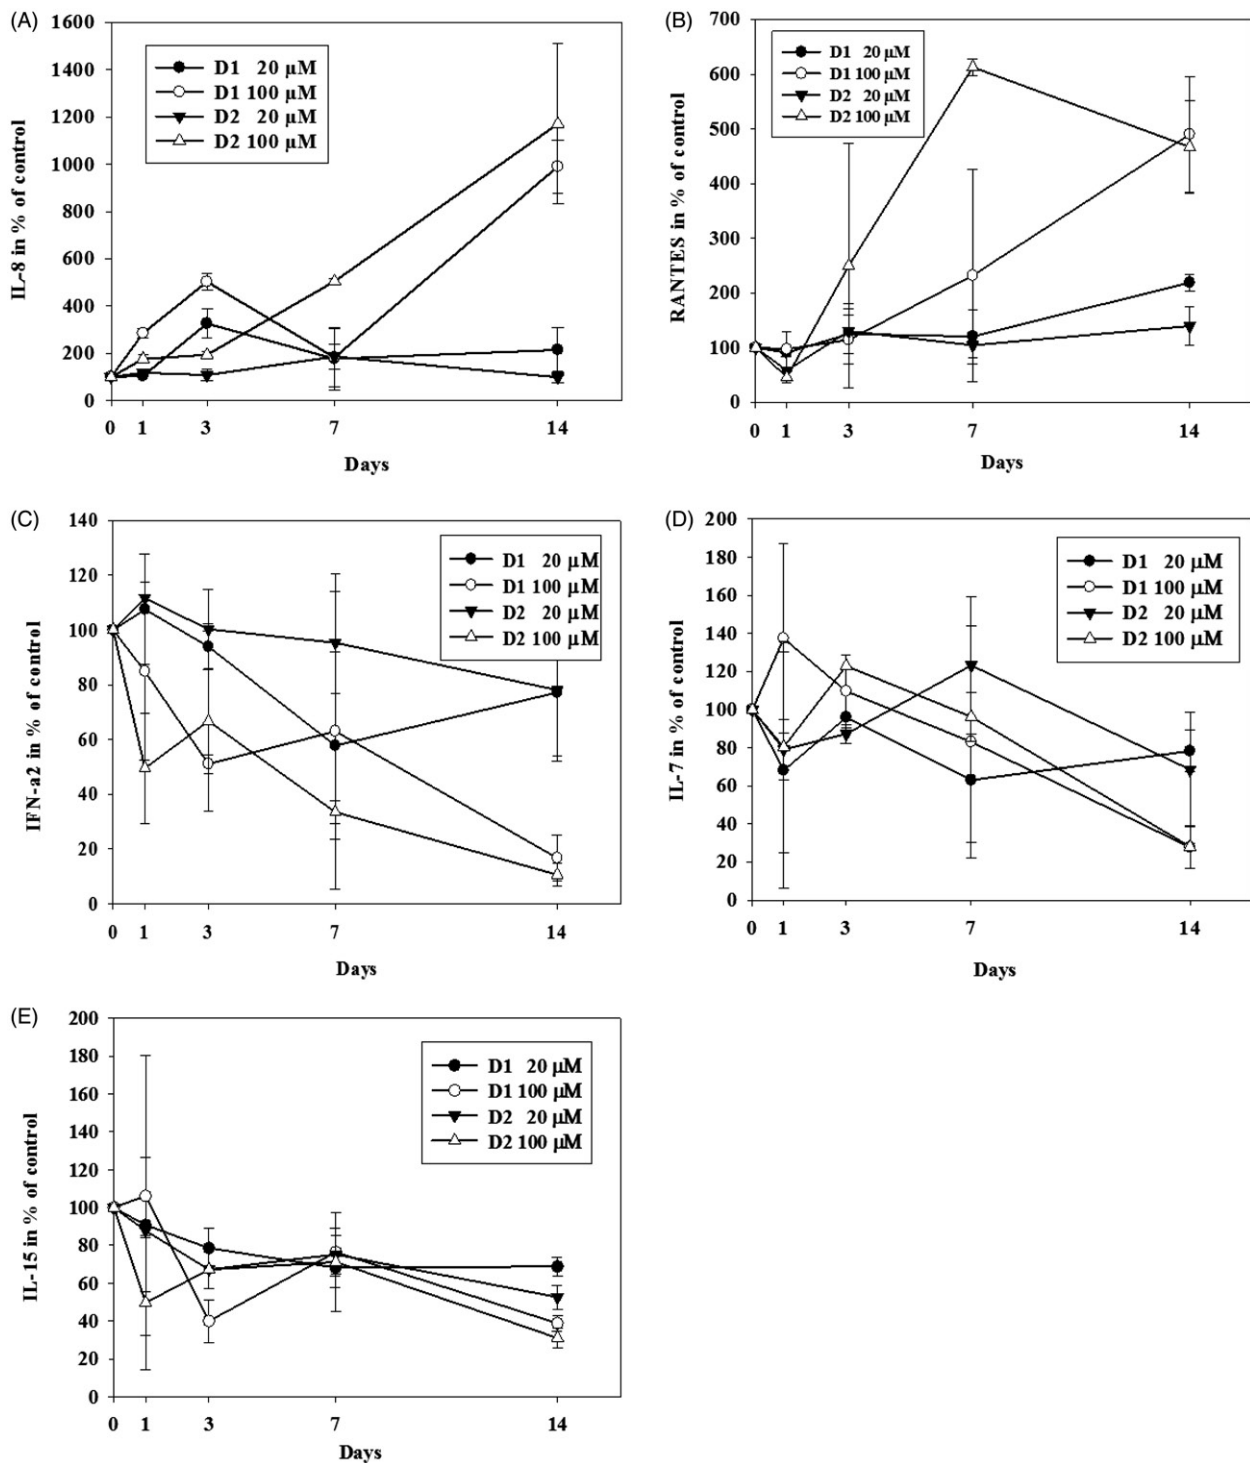 (A)
1600
1400
1200
1000
800
600
400
200
0
IL-8 in % of control
D1 20 µM
D1 100 µM
D2 20 µM
D2 100 µM
0 1 3 7 14
Days
(B)
700
600
500
400
300
200
100
0
RANTES in % of control
D1 20 µM
D1 100 µM
D2 20 µM
D2 100 µM
0 1 3 7 14
Days
(C)
140
120
100
80
60
40
20
0
IFN-a2 in % of control
D1 20 µM
D1 100 µM
D2 20 µM
D2 100 µM
0 1 3 7 14
Days
(D)
200
180
160
140
120
100
80
60
40
20
0
IL-7 in % of control
D1 20 µM
D1 100 µM
D2 20 µM
D2 100 µM
0 1 3 7 14
Days
(E)
200
180
160
140
120
100
80
60
40
20
0
IL-15 in % of control
D1 20 µM
D1 100 µM
D2 20 µM
D2 100 µM
0 1 3 7 14
Days